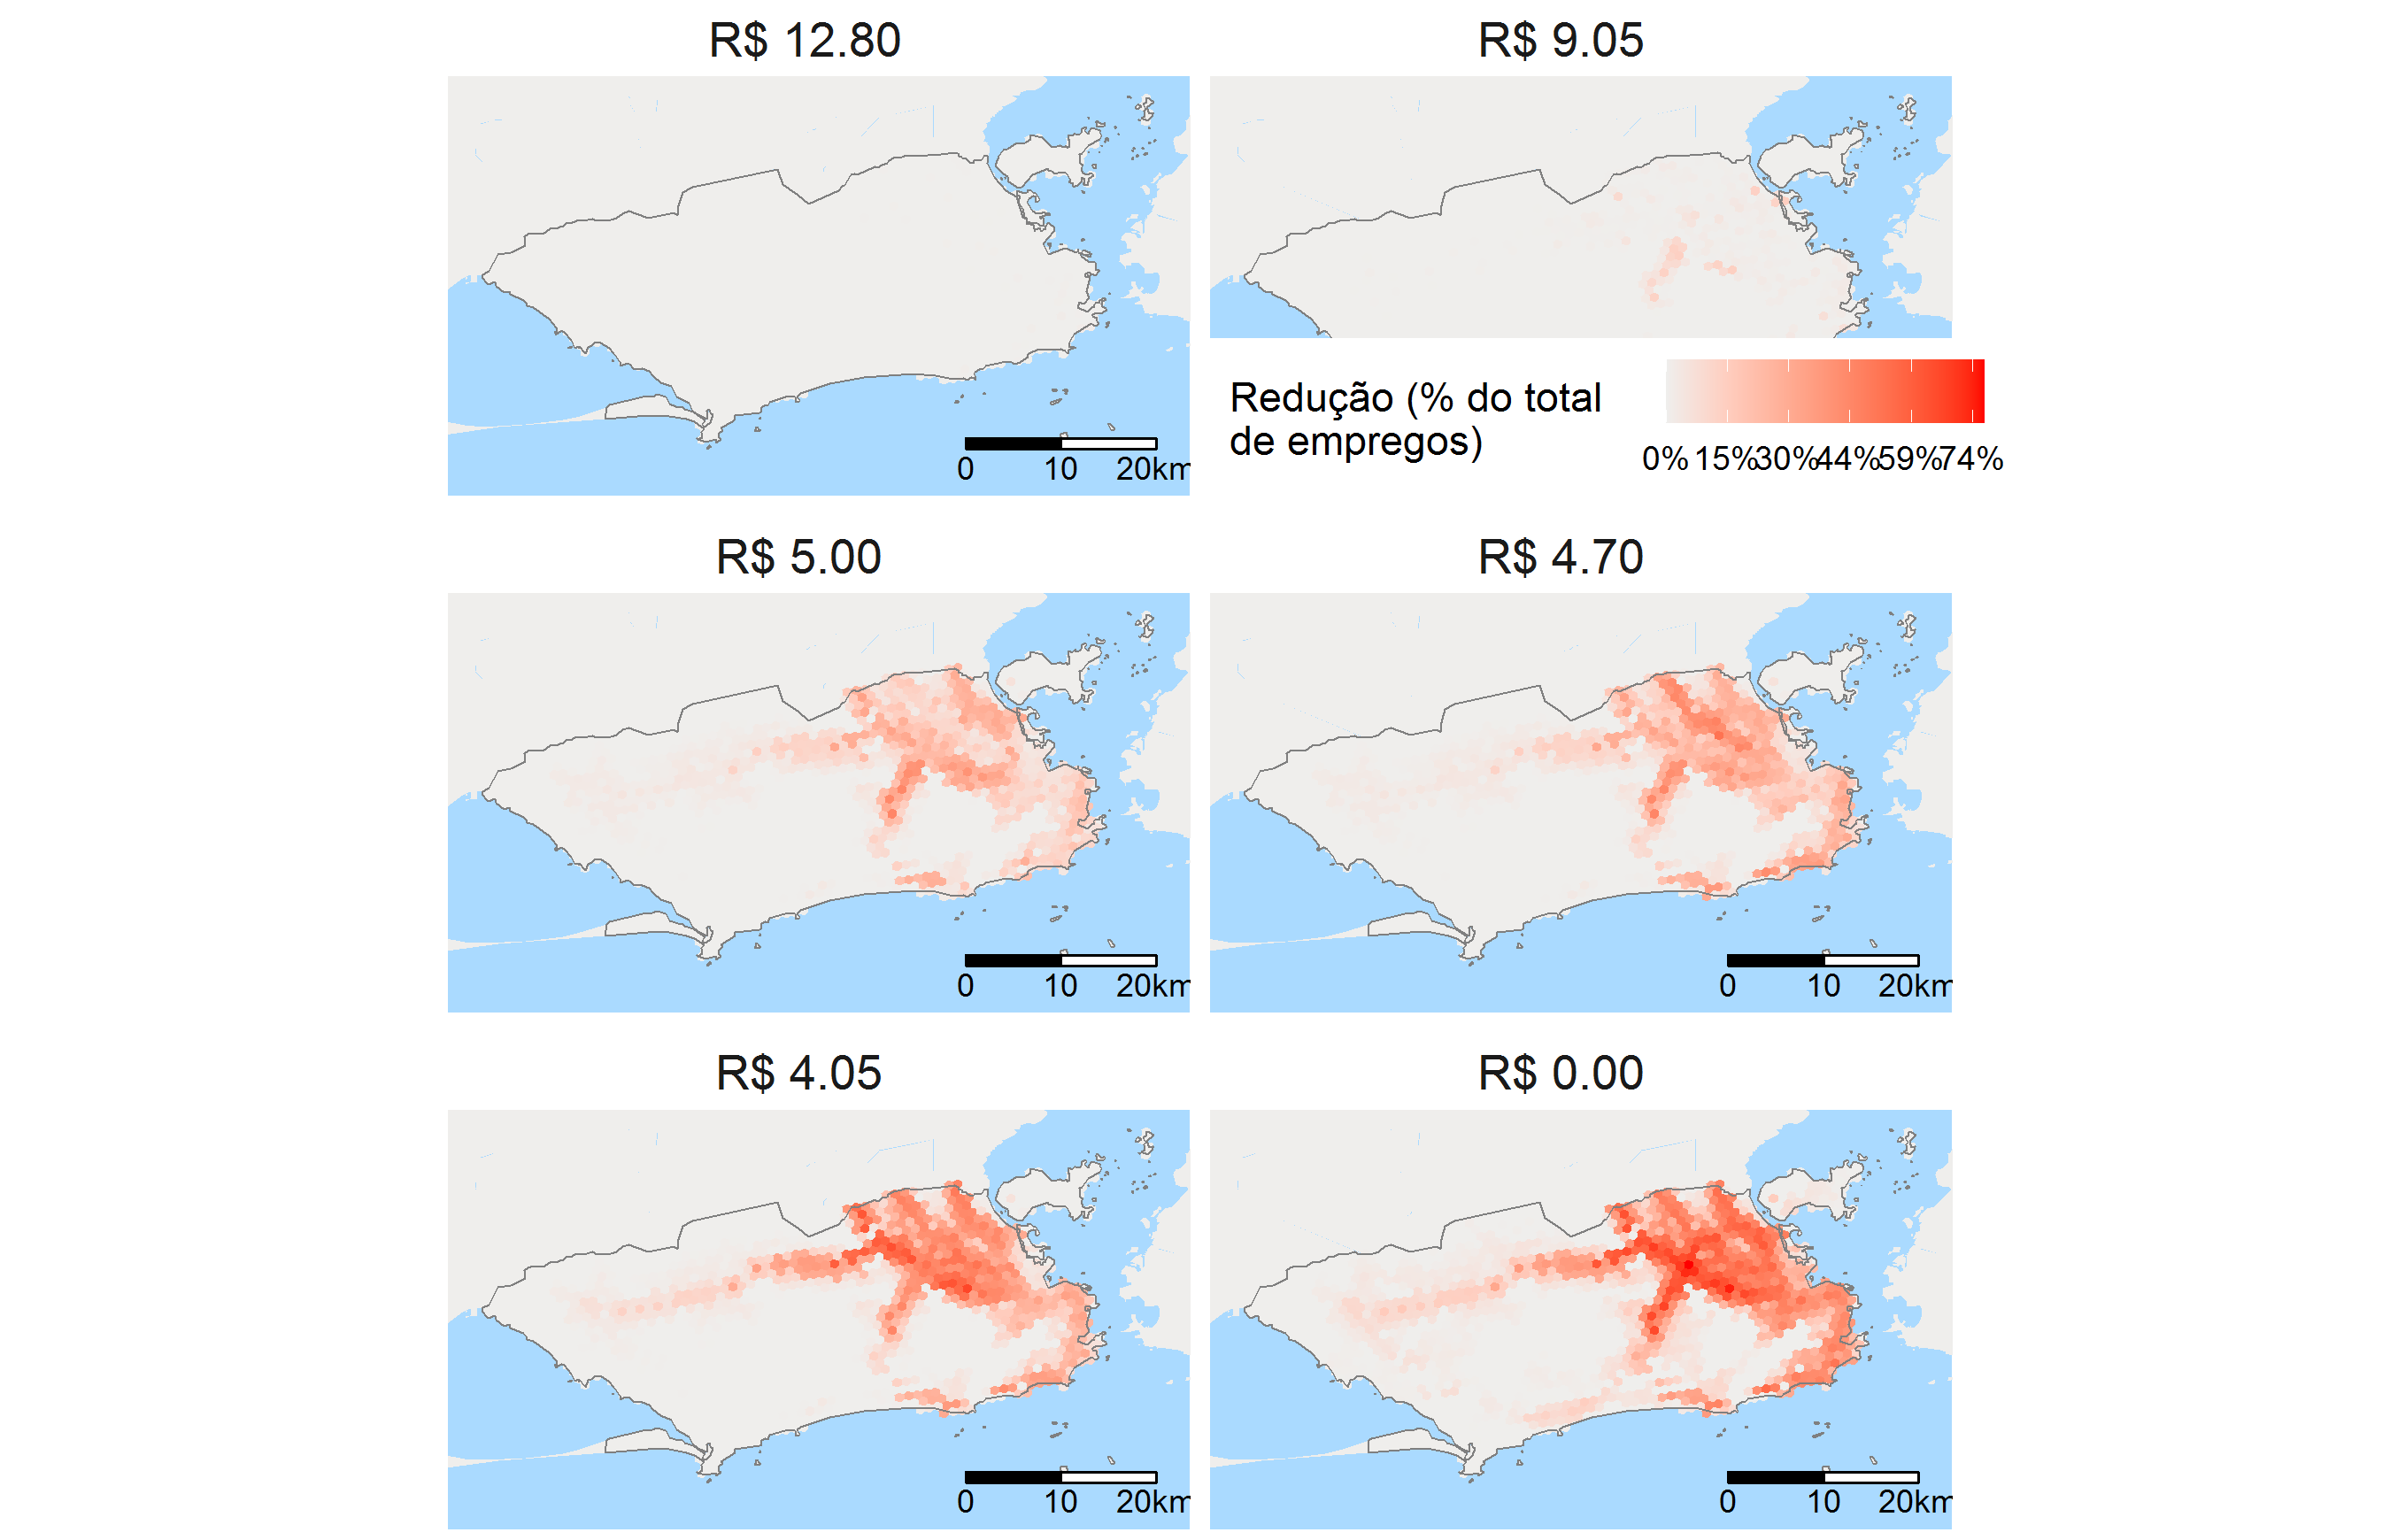 R$ 12.80
R$ 9.05
0 10 20km
Redução (% do total
de empregos)
0% 15% 30% 44% 59% 74%
R$ 5.00
R$ 4.70
0 10 20km
0 10 20km
R$ 4.05
R$ 0.00
0 10 20km
0 10 20km